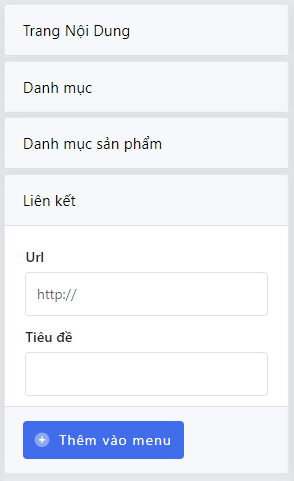 Trang Nội Dung
Danh mục
Danh mục sản phẩm
Liên kết
Url
http://
Tiêu đề
Thêm vào menu